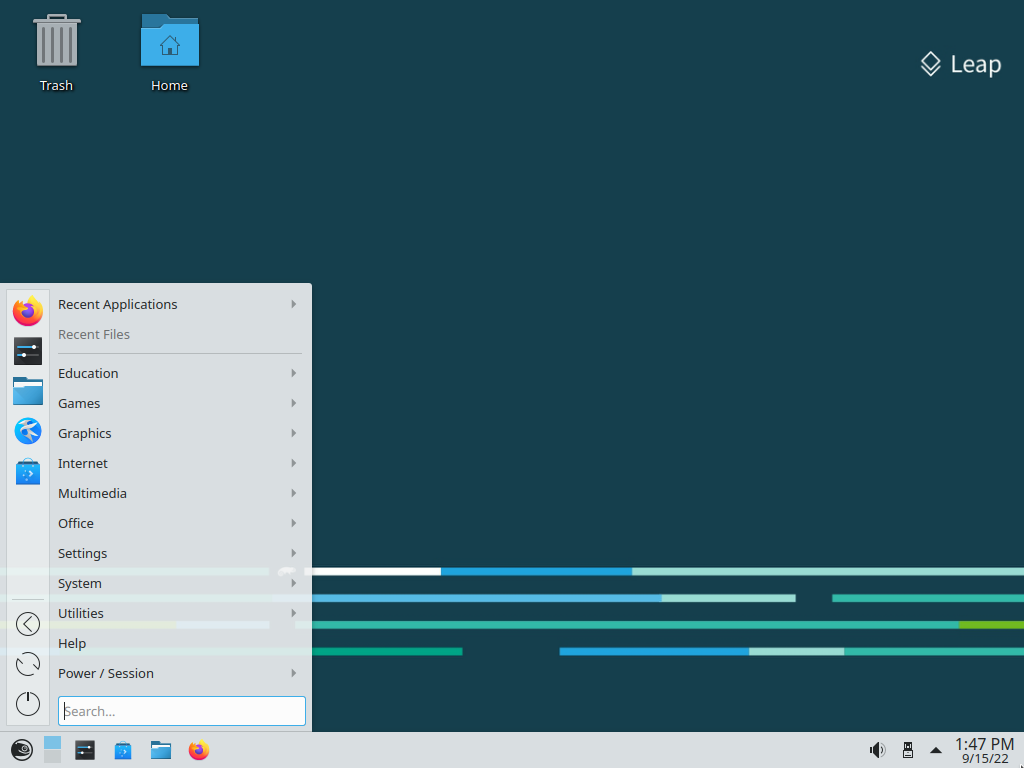 Trash
Home
Leap
Recent Applications
Recent Files
Education
Games
Graphics
Internet
Multimedia
Office
Settings
System
Utilities
Help
Power / Session
Search...
1:47 PM
9/15/22